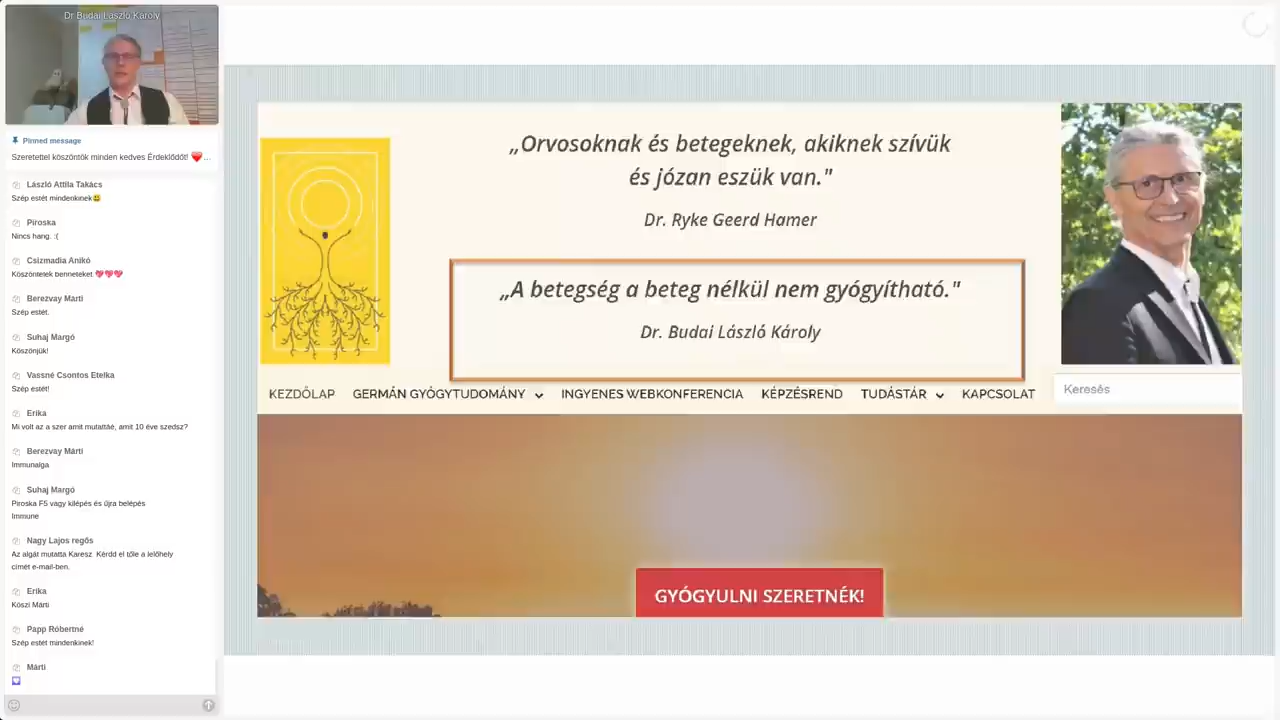 Dr Budai László Károly
Pinned message
Szeretettel köszöntök minden kedves Érdeklődőt! ❤️…
László Attila Takács
Szép estét mindenkinek😃
Piroska
Nincs hang. :(
Csizmadia Anikó
Köszöntelek benneteket 💖💖💖
Berezvay Márti
Szép estét.
Suhaj Margó
Köszönjük!
Vassné Csontos Etelka
Szép estét!
Erika
Mi volt az a szer amit mutattáé, amit 10 éve szedsz?
Berezvay Márti
Immunalga
Suhaj Margó
Piroska F5 vagy kilépés és újra belépés
Immune
Nagy Lajos regős
Az algát mutatta Karesz. Kérdd el tőle a lelőhely
címét e-mail-ben.
Erika
Köszi Márti
Papp Róbertné
Szép estét mindenkinek!
Márti
„Orvosoknak és betegeknek, akiknek szívük
és józan eszük van."
Dr. Ryke Geerd Hamer
„A betegség a beteg nélkül nem gyógyítható."
Dr. Budai László Károly
KEZDŐLAP GERMÁN GYÓGYTUDOMÁNY INGYENES WEBKONFERENCIA KÉPZÉSREND TUDÁSTÁR KAPCSOLAT Keresés
GYÓGYULNI SZERETNÉK!